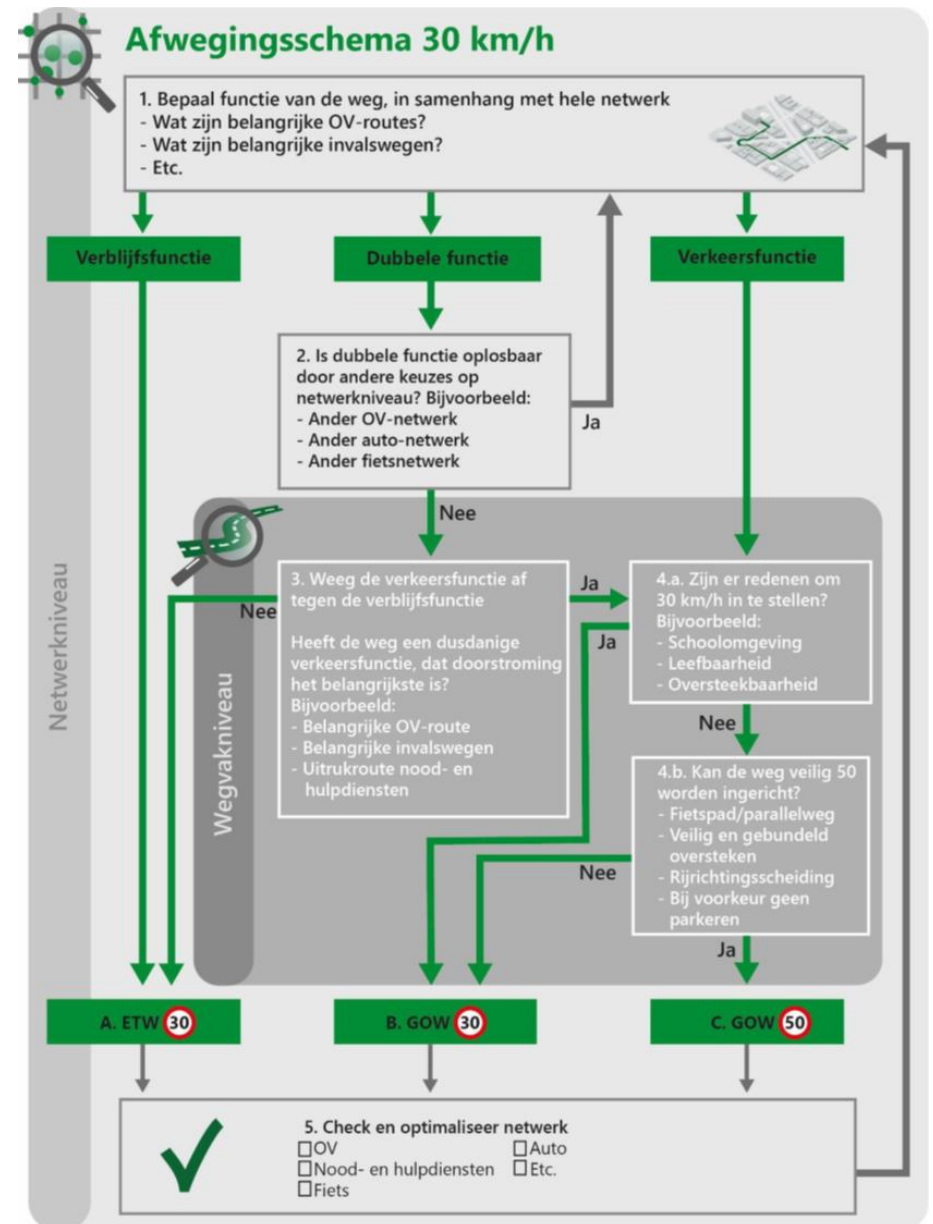 Afwegingsschema 30 km/h
1. Bepaal functie van de weg, in samenhang met hele netwerk
- Wat zijn belangrijke OV-routes?
- Wat zijn belangrijke invalswegen?
- Etc.
Verblijfsfunctie
Dubbele functie
Verkeersfunctie
2. Is dubbele functie oplosbaar
door andere keuzes op
netwerkniveau? Bijvoorbeeld:
- Ander OV-netwerk
- Ander auto-netwerk
- Ander fietsnetwerk
Ja
Nee
Netwerkniveau
Wegvakniveau
3. Weeg de verkeersfunctie af
tegen de verblijfsfunctie
Heeft de weg een dusdanige
verkeersfunctie, dat doorstroming
het belangrijkste is?
Bijvoorbeeld:
- Belangrijke OV-route
- Belangrijke invalswegen
- Uitrukroute nood- en
hulpdiensten
Nee
Ja
4.a. Zijn er redenen om
30 km/h in te stellen?
Bijvoorbeeld:
- Schoolomgeving
- Leefbaarheid
- Oversteekbaarheid
Ja
Nee
4.b. Kan de weg veilig 50
worden ingericht?
- Fietspad/parallelweg
- Veilig en gebundeld
oversteken
- Rijrichtingsscheiding
- Bij voorkeur geen
parkeren
Nee
Ja
A. ETW 30
B. GOW 30
C. GOW 50
5. Check en optimaliseer netwerk
OV
Auto
Nood- en hulpdiensten
Etc.
Fiets